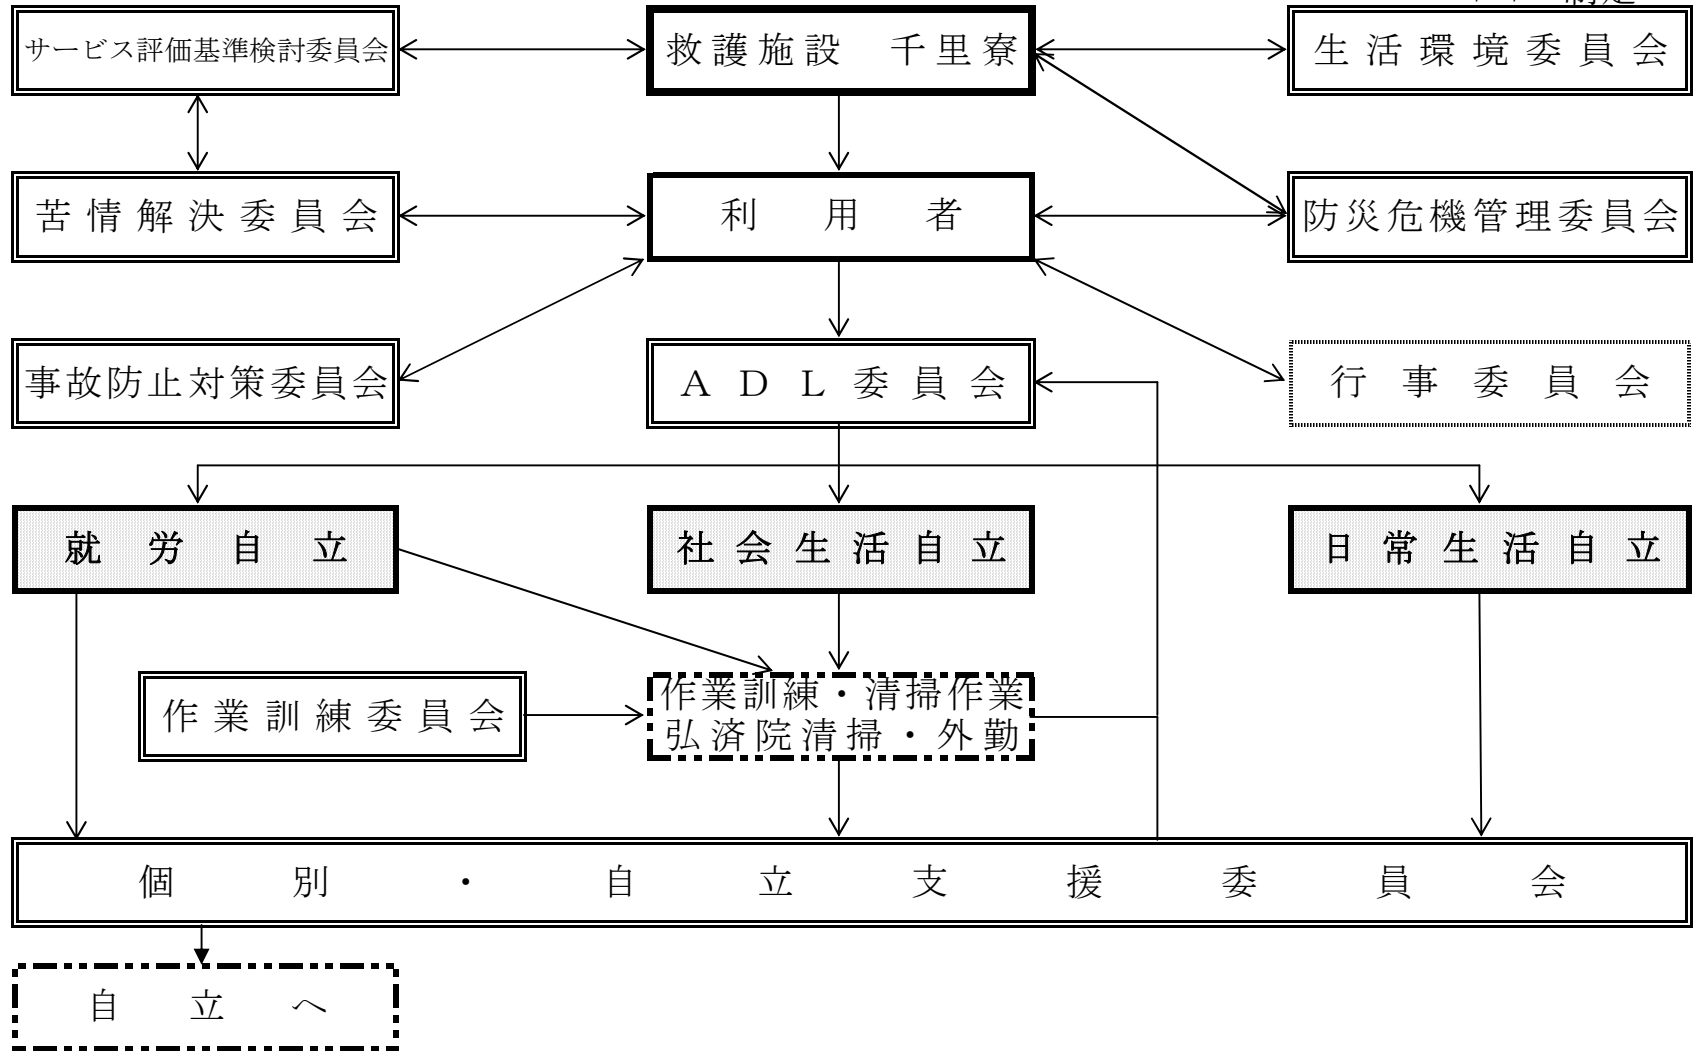 サービス評価基準検討委員会
救護施設　千里寮
生活環境委員会
苦情解決委員会
利用者
防災危機管理委員会
事故防止対策委員会
ADL委員会
行事委員会
就労自立
社会生活自立
日常生活自立
作業訓練委員会
作業訓練・清掃作業
弘済院清掃・外勤
個別・自立支援委員会
自立へ